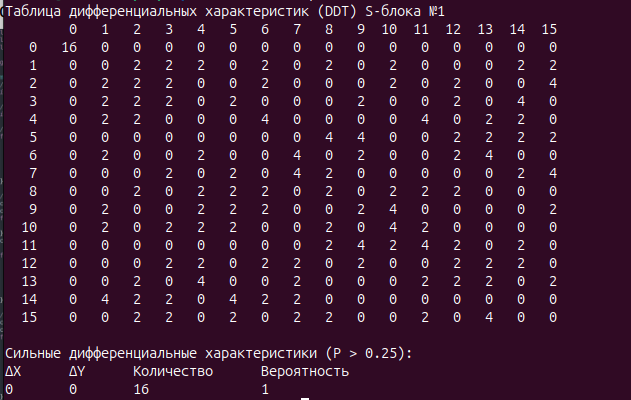 Таблица дифференциальных характеристик (DDT) S-блока №1
0 1 2 3 4 5 6 7 8 9 10 11 12 13 14 15
0 16 0 0 0 0 0 0 0 0 0 0 0 0 0 0 0
1 0 0 2 2 2 0 2 0 2 0 2 0 0 0 2 2
2 0 2 2 2 0 0 2 0 0 0 2 0 2 0 0 4
3 0 2 2 2 0 2 0 0 0 2 0 0 2 0 4 0
4 0 2 2 0 0 0 4 0 0 0 0 4 0 2 2 0
5 0 0 0 0 0 0 0 0 4 4 0 0 2 2 2 2
6 0 2 0 0 2 0 0 4 0 2 0 0 2 4 0 0
7 0 0 0 2 0 2 0 4 2 0 0 0 0 0 2 4
8 0 0 2 0 2 2 2 0 2 0 2 2 2 0 0 0
9 0 2 0 0 2 2 2 0 0 2 4 0 0 0 0 2
10 0 2 0 2 2 2 0 0 2 0 4 2 0 0 0 0
11 0 0 0 0 0 0 0 0 2 4 2 4 2 0 2 0
12 0 0 0 2 2 0 2 2 0 2 0 0 2 2 2 0
13 0 0 2 0 4 0 0 2 0 0 0 2 2 2 0 2
14 0 4 2 2 0 4 2 2 0 0 0 0 0 0 0 0
15 0 0 2 2 0 2 0 2 2 0 0 2 0 4 0 0
Сильные дифференциальные характеристики (P > 0.25):
ΔX ΔY Количество Вероятность
0 0 16 1